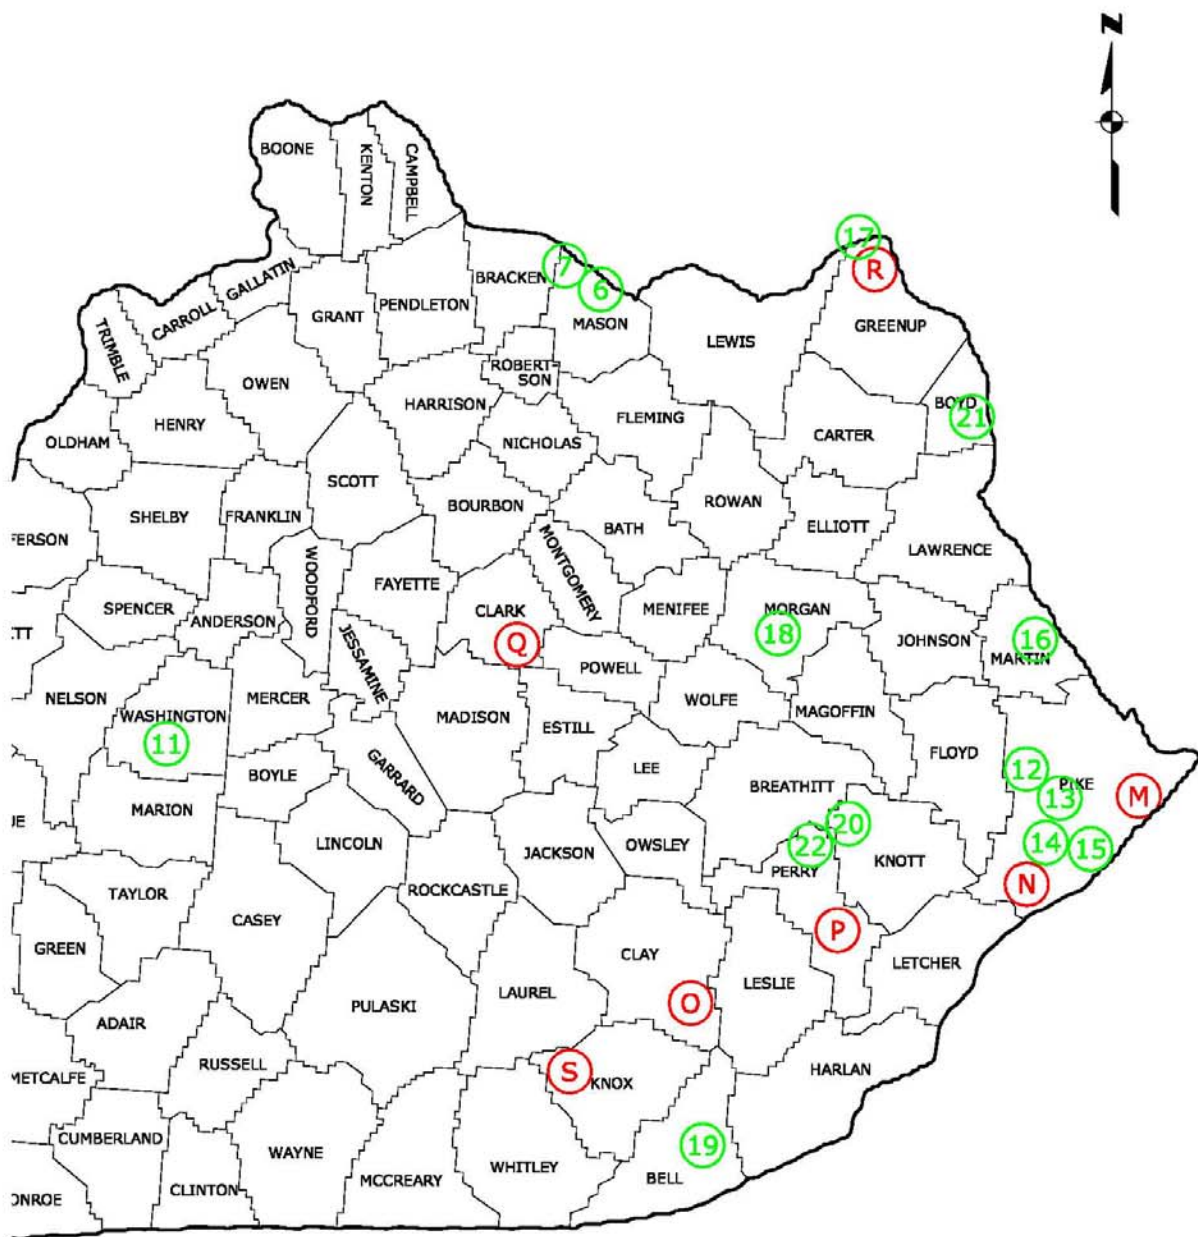 N
BOONE
KENTON
CAMPBELL
17
R
7
6
GALLATIN
BRACKEN
PENDLETON
CARROLL
GRANT
MASON
GREENUP
TRIMBLE
LEWIS
ROBERT-
SON
OWEN
HARRISON
BOYD
21
FLEMING
HENRY
CARTER
OLDHAM
NICHOLAS
SCOTT
BOURBON
ROWAN
SHELBY
FRANKLIN
BATH
ELLIOTT
FERSON
MONTGOMERY
LAWRENCE
WOODFORD
FAYETTE
SPENCER
CLARK
MENIFEE
MORGAN
18
ANDERSON
ETT
JOHNSON
16
MARTIN
Q
JESSAMINE
POWELL
NELSON
MERCER
WOLFE
WASHINGTON
11
MADISON
ESTILL
MAGOFFIN
FLOYD
12
LEE
BOYLE
GARRARD
BREATHITT
PIKE
13
M
MARION
UE
20
22
14
15
LINCOLN
OWSLEY
JACKSON
KNOTT
PERRY
N
ROCKCASTLE
TAYLOR
CASEY
P
GREEN
CLAY
LETCHER
LESLIE
LAUREL
O
PULASKI
ADAIR
RUSSELL
HARLAN
S
KNOX
METCALFE
CUMBERLAND
19
WAYNE
WHITLEY
BELL
MCCREARY
CLINTON
ONROE